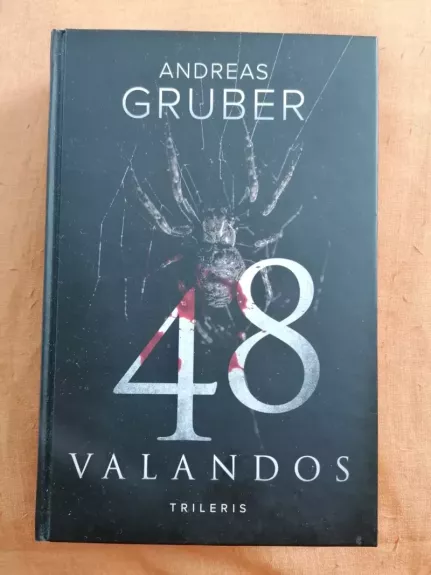 ANDREAS
GRUBER
48
VALANDOS
TRILERIS